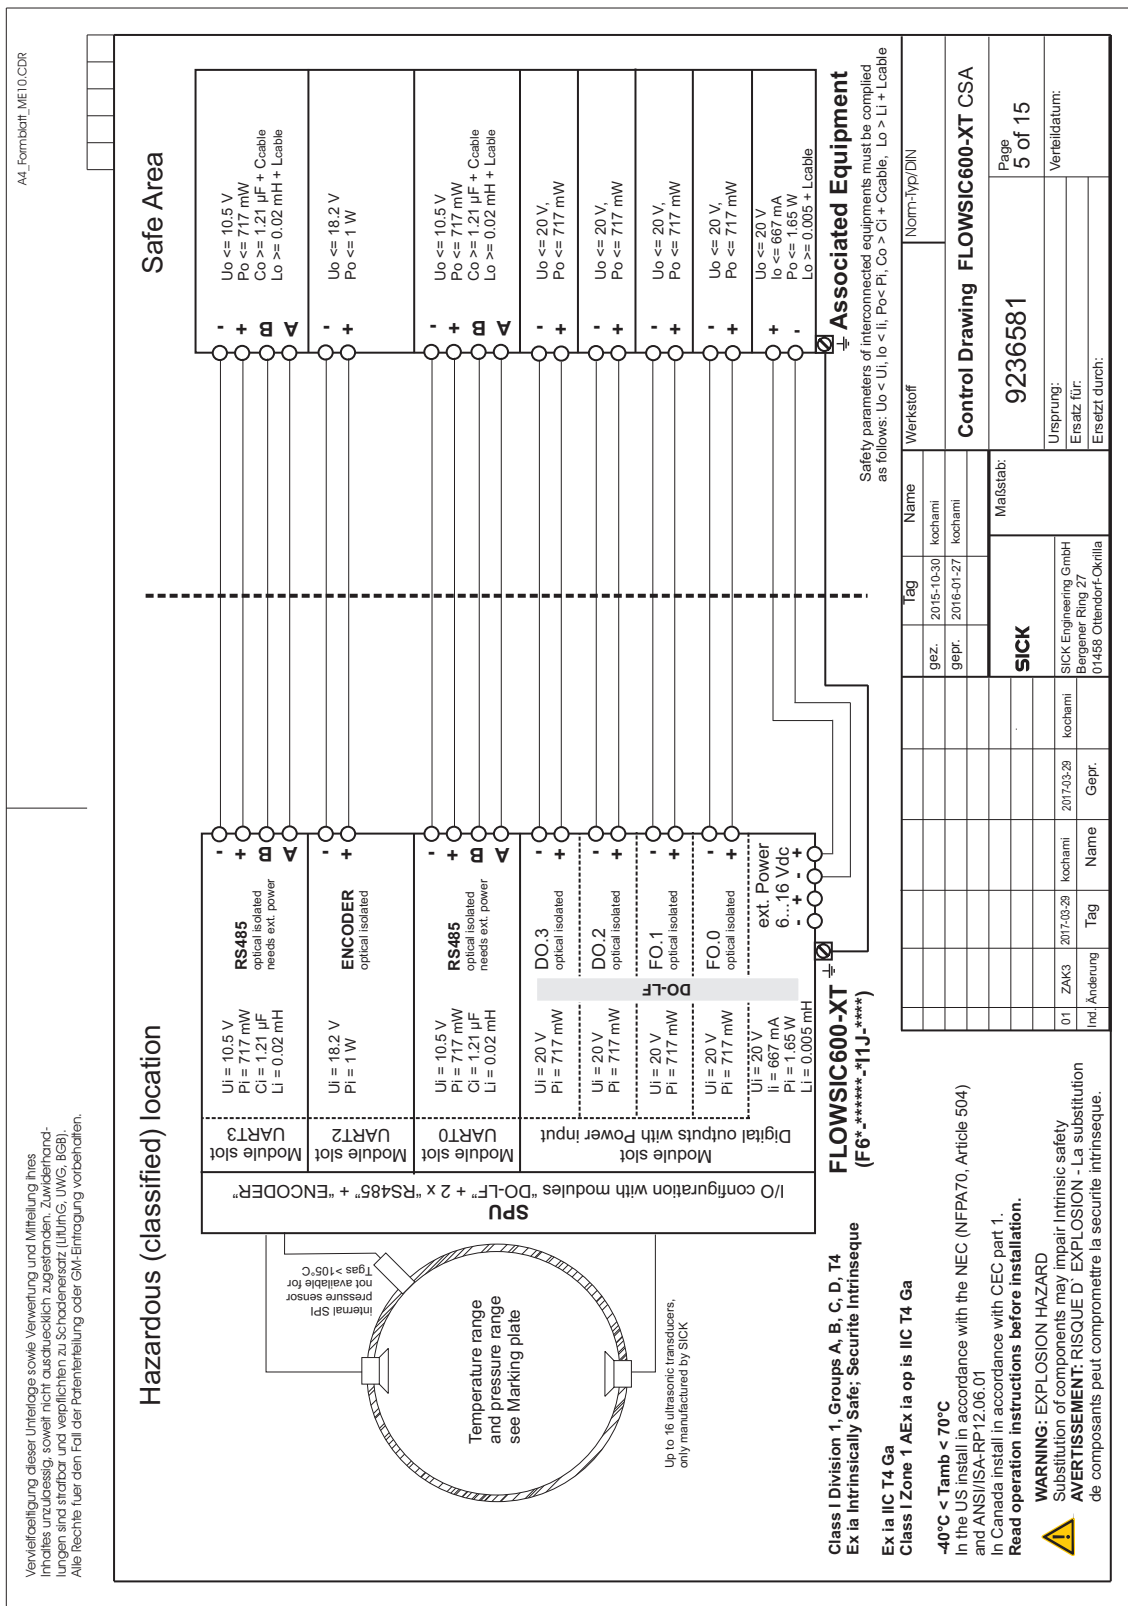 Vervielfaeltigung dieser Unterlage sowie Verwertung und Mitteilung ihres
Inhaltes unzulaessig, soweit nicht ausdruecklich zugestanden. Zuwiderhand-
lungen sind strafbar und verpflichten zu Schadenersatz (LitUrhG, UWG, BGB).
Alle Rechte fuer den Fall der Patenterteilung oder GM-Eintragung vorbehalten.
A4_Formblatt_ME10.CDR
Hazardous (classified) location
Safe Area
Temperature range
and pressure range
see Marking plate
internal SPI
pressure sensor
not available for
Tgas >105°C
Up to 16 ultrasonic transducers,
only manufactured by SICK
SPU
I/O configuration with modules "DO-LF" + 2 x "RS485" + "ENCODER"
Module slot
UART3
Ui = 10.5 V
Pi = 717 mW
Ci = 1.21 µF
Li = 0.02 mH
RS485
optical isolated
needs ext. power
-
+
B
A
-
+
B
A
Uo <= 10.5 V
Po <= 717 mW
Co >= 1.21 µF + Ccable
Lo >= 0.02 mH + Lcable
Module slot
UART2
Ui = 18.2 V
Pi = 1 W
ENCODER
optical isolated
-
+
-
+
Uo <= 18.2 V
Po <= 1 W
Module slot
UART0
Ui = 10.5 V
Pi = 717 mW
Ci = 1.21 µF
Li = 0.02 mH
RS485
optical isolated
needs ext. power
-
+
B
A
-
+
B
A
Uo <= 10.5 V
Po <= 717 mW
Co >= 1.21 µF + Ccable
Lo >= 0.02 mH + Lcable
Module slot
Digital outputs with Power input
DO-LF
Ui = 20 V
Pi = 717 mW
DO.3
optical isolated
-
+
-
+
Uo <= 20 V,
Po <= 717 mW
Ui = 20 V
Pi = 717 mW
DO.2
optical isolated
-
+
-
+
Uo <= 20 V,
Po <= 717 mW
Ui = 20 V
Pi = 717 mW
FO.1
optical isolated
-
+
-
+
Uo <= 20 V,
Po <= 717 mW
Ui = 20 V
Pi = 717 mW
FO.0
optical isolated
-
+
-
+
Uo <= 20 V,
Po <= 717 mW
Ui = 20 V
Ii = 667 mA
Pi = 1.65 W
Li = 0.005 mH
ext. Power
6...16 Vdc
- + - +
+
-
Uo <= 20 V
Io <= 667 mA
Po <= 1.65 W
Lo >= 0.005 + Lcable
FLOWSIC600-XT
(F6*-******-*I1J-****)
Associated Equipment
Safety parameters of interconnected equipments must be complied
as follows: Uo < Ui, Io < Ii, Po< Pi, Co > Ci + Ccable, Lo > Li + Lcable
Class I Division 1, Groups A, B, C, D, T4
Ex ia Intrinsically Safe; Securite Intrinseque
Ex ia IIC T4 Ga
Class I Zone 1 AEx ia op is IIC T4 Ga
-40°C < Tamb < 70°C
In the US install in accordance with the NEC (NFPA70, Article 504)
and ANSI/ISA-RP12.06.01
In Canada install in accordance with CEC part 1.
Read operation instructions before installation.
WARNING: EXPLOSION HAZARD
Substitution of components may impair Intrinsic safety
AVERTISSEMENT: RISQUE D` EXPLOSION - La substitution
de composants peut compromettre la securite intrinseque.
01 ZAK3 2017-03-29 kochami 2017-03-29 kochami
Ind. Änderung Tag Name Gepr.
Tag Name
gez. 2015-10-30 kochami
gepr. 2016-01-27 kochami
SICK
Maßstab:
SICK Engineering GmbH
Bergener Ring 27
01458 Ottendorf-Okrilla
Werkstoff
Norm-Typ/DIN
Control Drawing FLOWSIC600-XT CSA
9236581
Page
5 of 15
Ursprung:
Ersatz für:
Ersetzt durch:
Verteildatum: